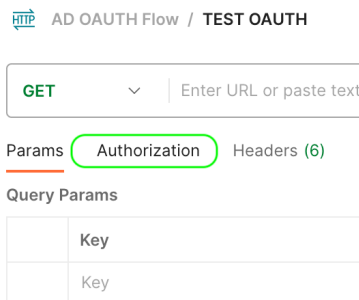 HTTP AD OAUTH Flow / TEST OAUTH
GET Enter URL or paste text
Params Authorization Headers (6)
Query Params
Key
Key